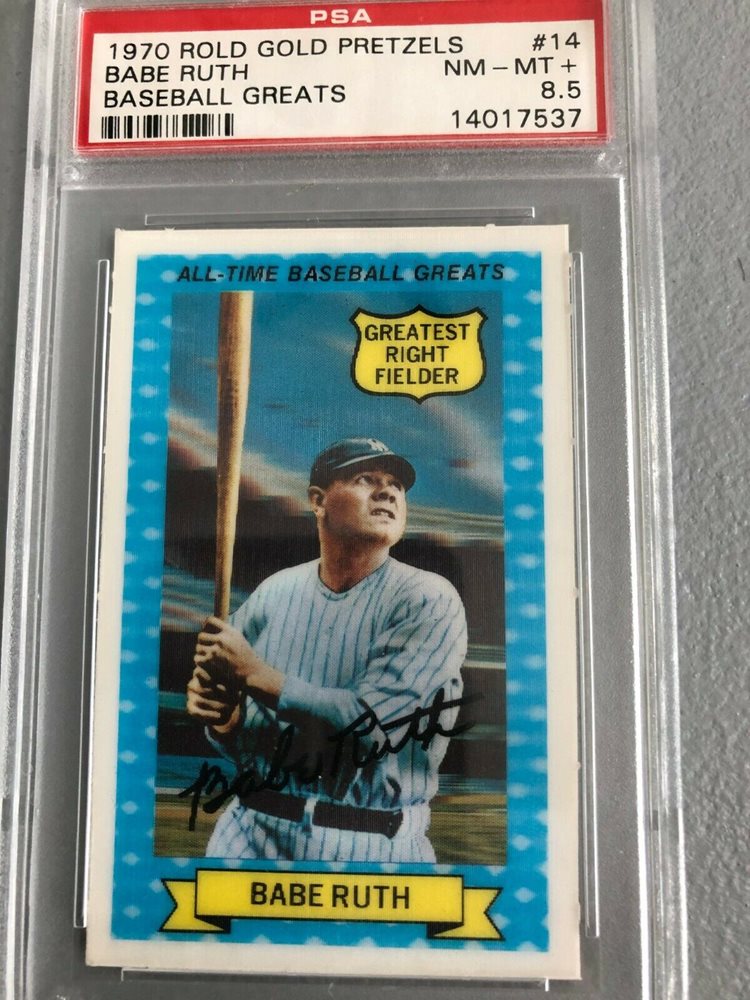 PSA
1970 ROLD GOLD PRETZELS #14
BABE RUTH NM - MT +
BASEBALL GREATS 8.5
14017537
ALL-TIME BASEBALL GREATS
GREATEST
RIGHT
FIELDER
Babe Ruth
BABE RUTH